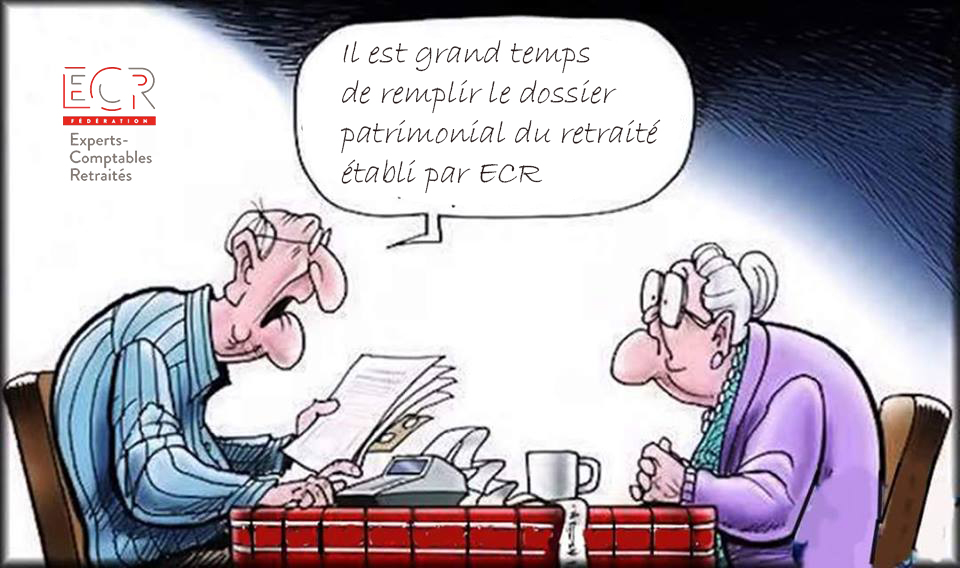 ECR
FÉDÉRATION
Experts-
Comptables
Retraités
Il est grand temps
de remplir le dossier
patrimonial du retraité
établi par ECR